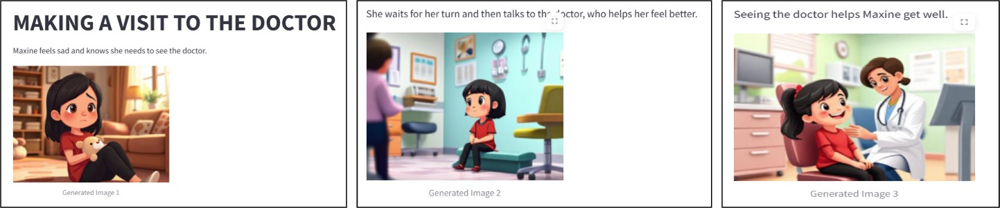 MAKING A VISIT TO THE DOCTOR
Maxine feels sad and knows she needs to see the doctor.
Generated Image 1
She waits for her turn and then talks to the doctor, who helps her feel better.
Generated Image 2
Seeing the doctor helps Maxine get well.
Generated Image 3